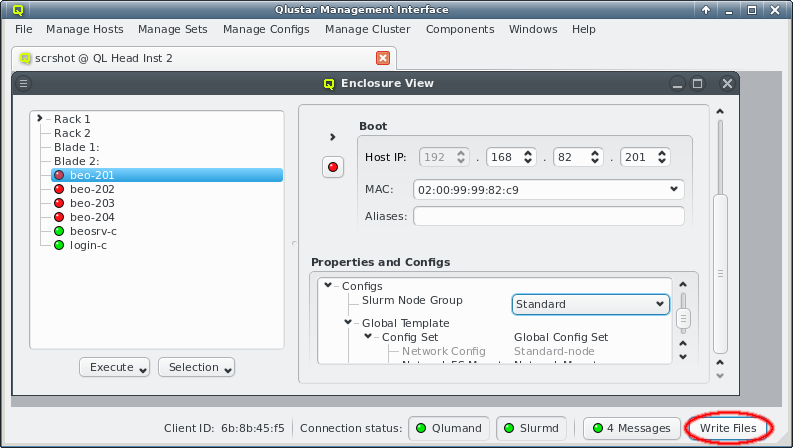 Qlustar Management Interface
File Manage Hosts Manage Sets Manage Configs Manage Cluster Components Windows Help
scrshot @ QL Head Inst 2
Enclosure View
Rack 1
Rack 2
Blade 1:
Blade 2:
beo-201
beo-202
beo-203
beo-204
beosrv-c
login-c
Execute
Selection
Boot
Host IP: 192 . 168 . 82 . 201
MAC: 02:00:99:99:82:c9
Aliases:
Properties and Configs
Configs
Slurm Node Group Standard
Global Template
Config Set Global Config Set
Network Config Standard-node
Client ID: 6b:8b:45:f5 Connection status: Qlumand Slurmd 4 Messages Write Files